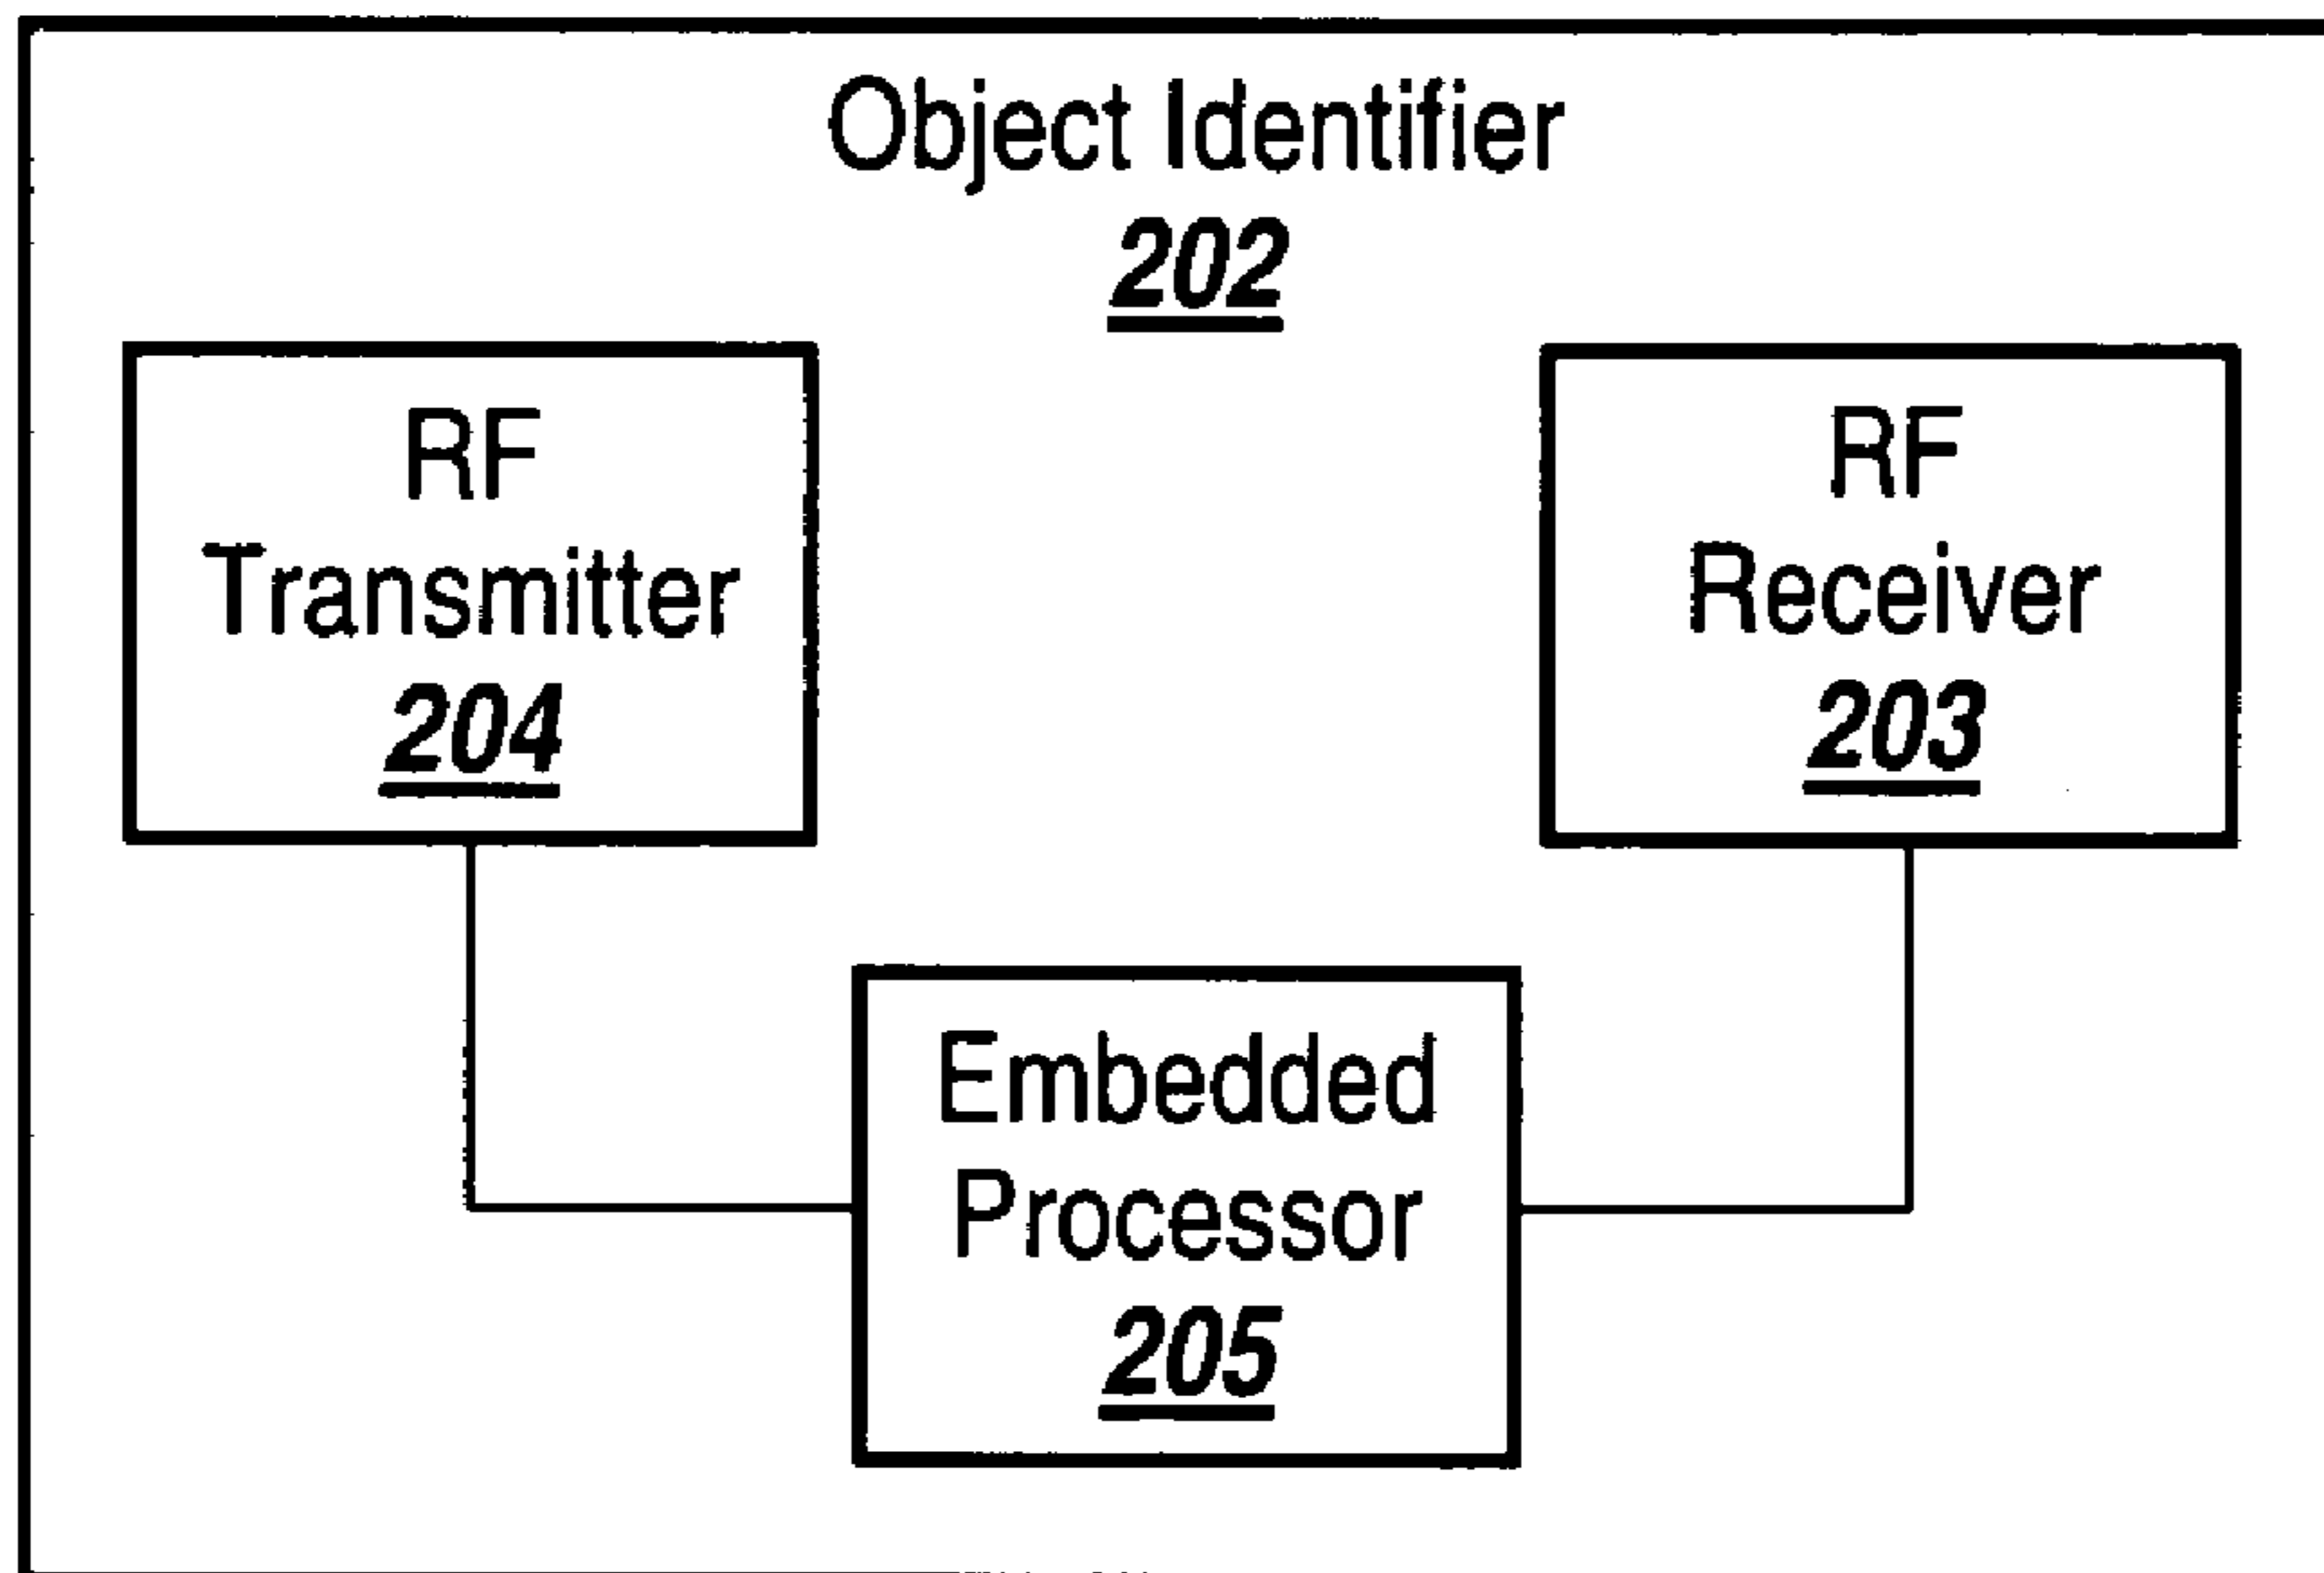 Object Identifier
202
RF
Transmitter
204
RF
Receiver
203
Embedded
Processor
205